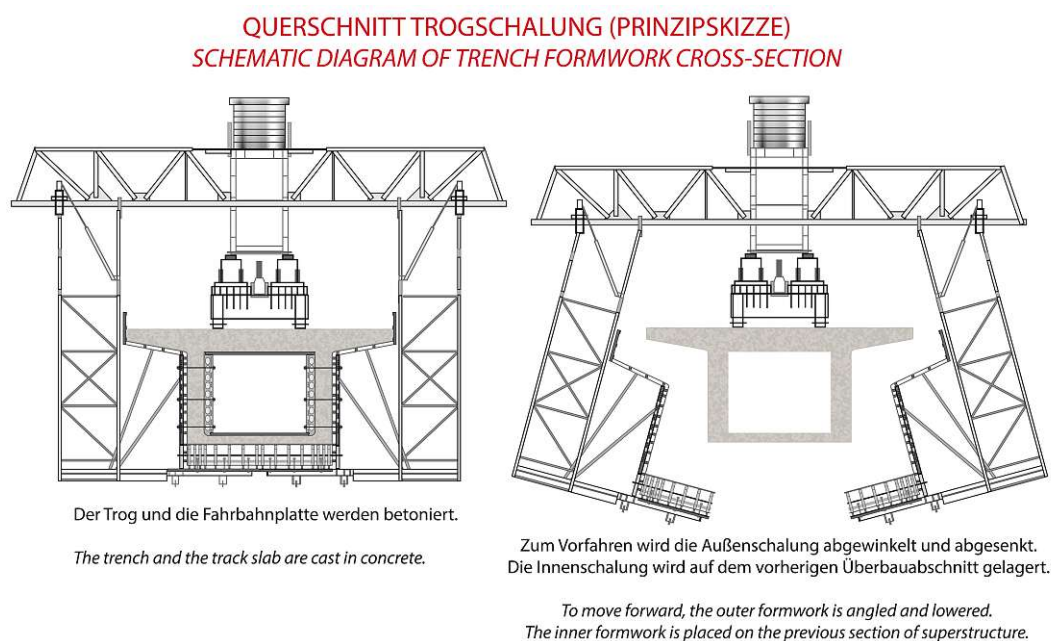 QUERSCHNITT TROGSCHALUNG (PRINZIPSKIZZE)
SCHEMATIC DIAGRAM OF TRENCH FORMWORK CROSS-SECTION
Der Trog und die Fahrbahnplatte werden betoniert.
The trench and the track slab are cast in concrete.
Zum Vorfahren wird die Außenschalung abgewinkelt und abgesenkt.
Die Innenschalung wird auf dem vorherigen Überbauabschnitt gelagert.
To move forward, the outer formwork is angled and lowered.
The inner formwork is placed on the previous section of superstructure.